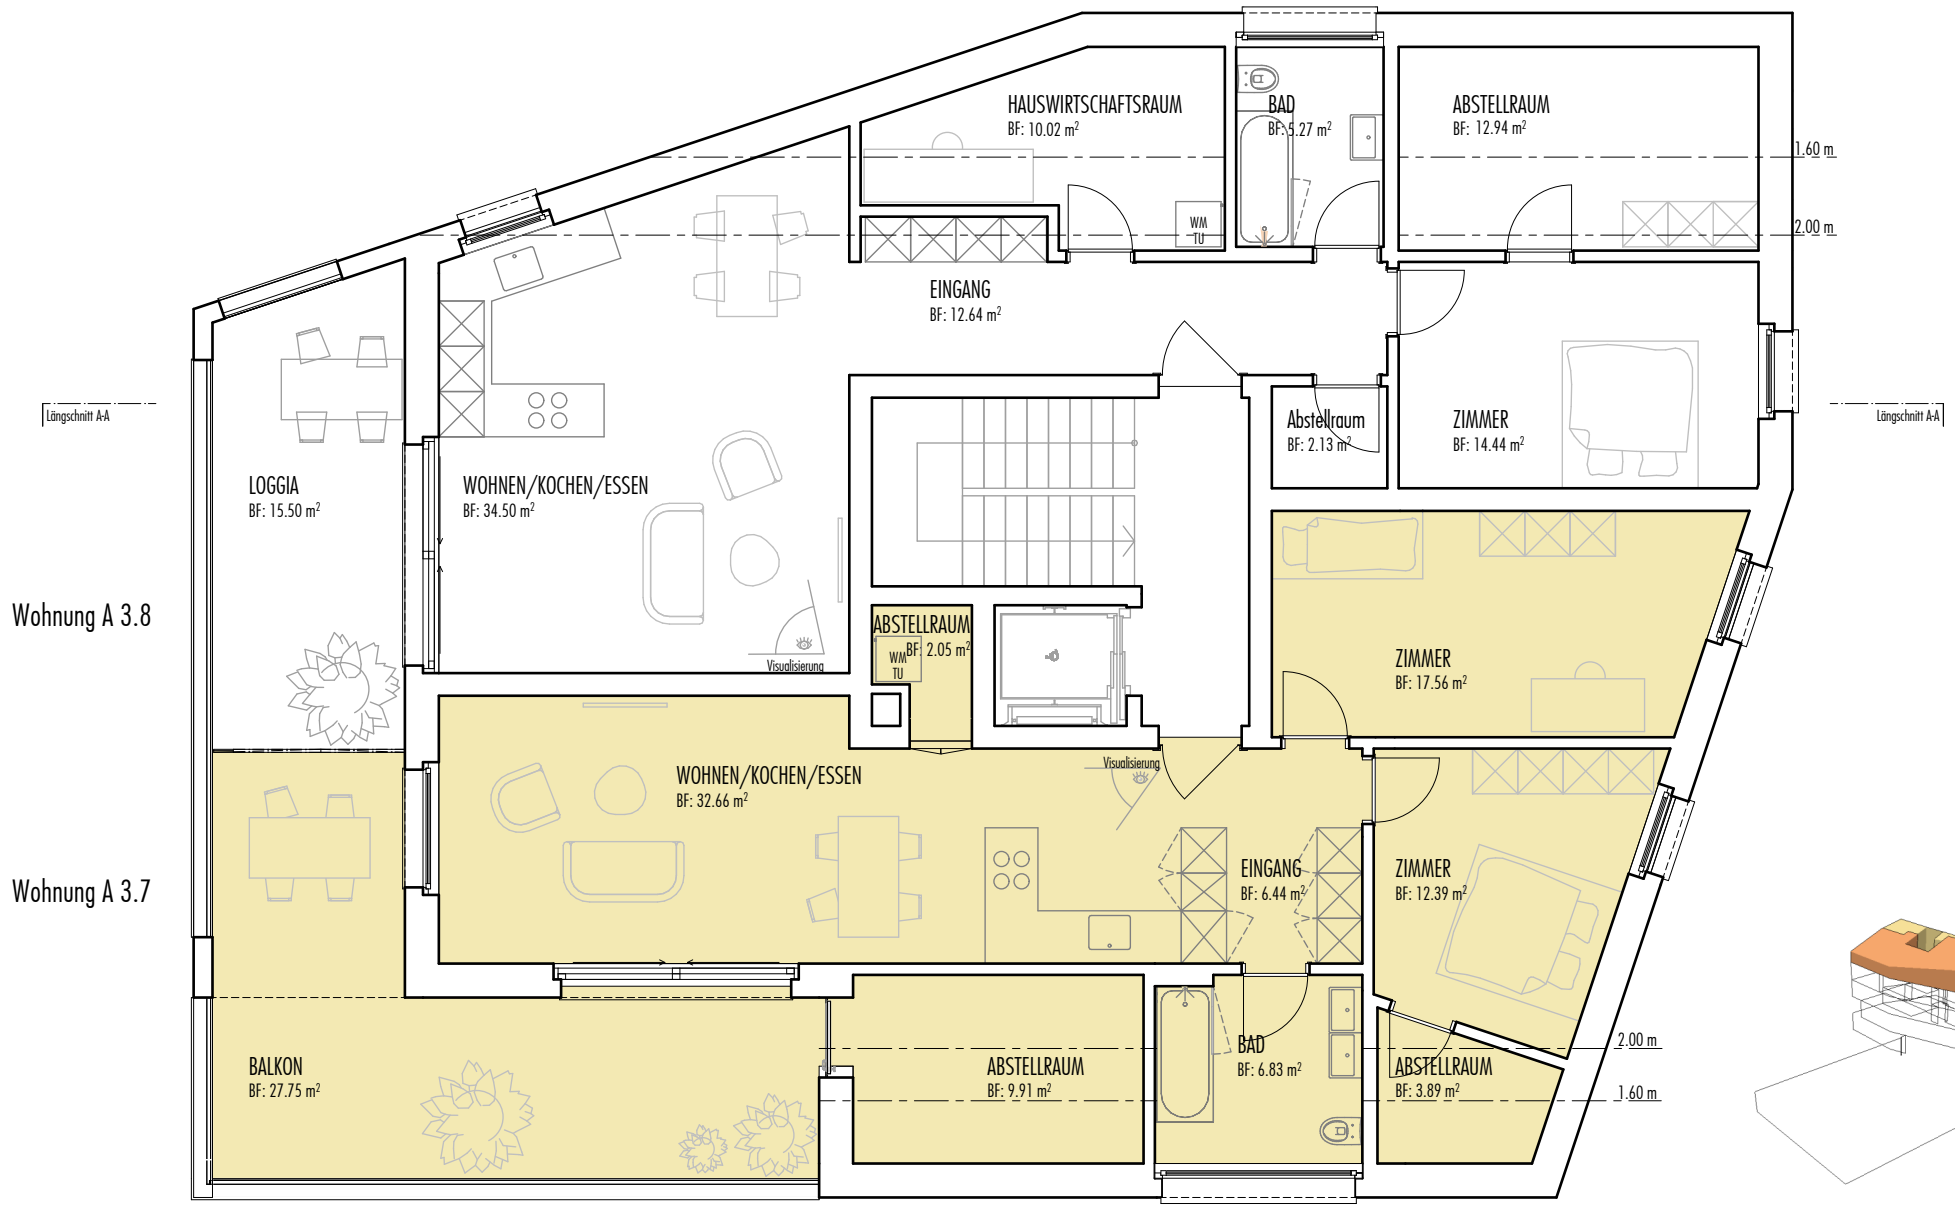 HAUSWIRTSCHAFTSRAUM
BF: 10.02 m²
BAD
BF: 5.27 m²
ABSTELLRAUM
BF: 12.94 m²
1.60 m
WM
TU
2.00 m
EINGANG
BF: 12.64 m²
Längschnitt A-A
Abstellraum
BF: 2.13 m²
ZIMMER
BF: 14.44 m²
Längschnitt A-A
LOGGIA
BF: 15.50 m²
WOHNEN/KOCHEN/ESSEN
BF: 34.50 m²
Wohnung A 3.8
Visualisierung
ABSTELLRAUM
BF: 2.05 m²
WM
TU
ZIMMER
BF: 17.56 m²
WOHNEN/KOCHEN/ESSEN
BF: 32.66 m²
Visualisierung
Wohnung A 3.7
EINGANG
BF: 6.44 m²
ZIMMER
BF: 12.39 m²
BALKON
BF: 27.75 m²
ABSTELLRAUM
BF: 9.91 m²
BAD
BF: 6.83 m²
ABSTELLRAUM
BF: 3.89 m²
2.00 m
1.60 m